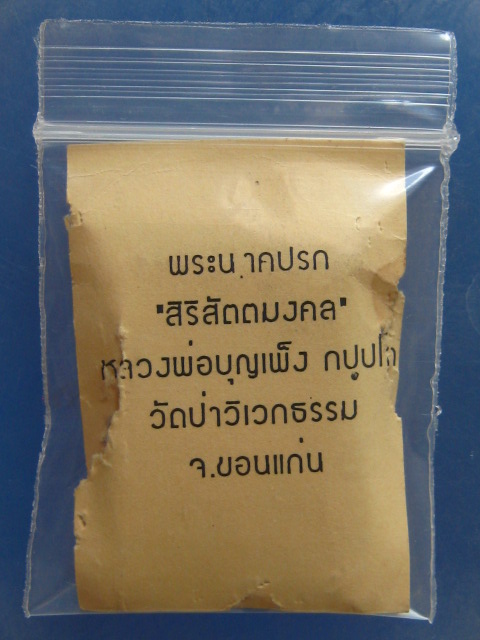 พระนาคปรก
"สิริสัตตมงคล"
หลวงพ่อบุญเพ็ง กปฺปโก
วัดป่าวิเวกธรรม
จ.ขอนแก่น